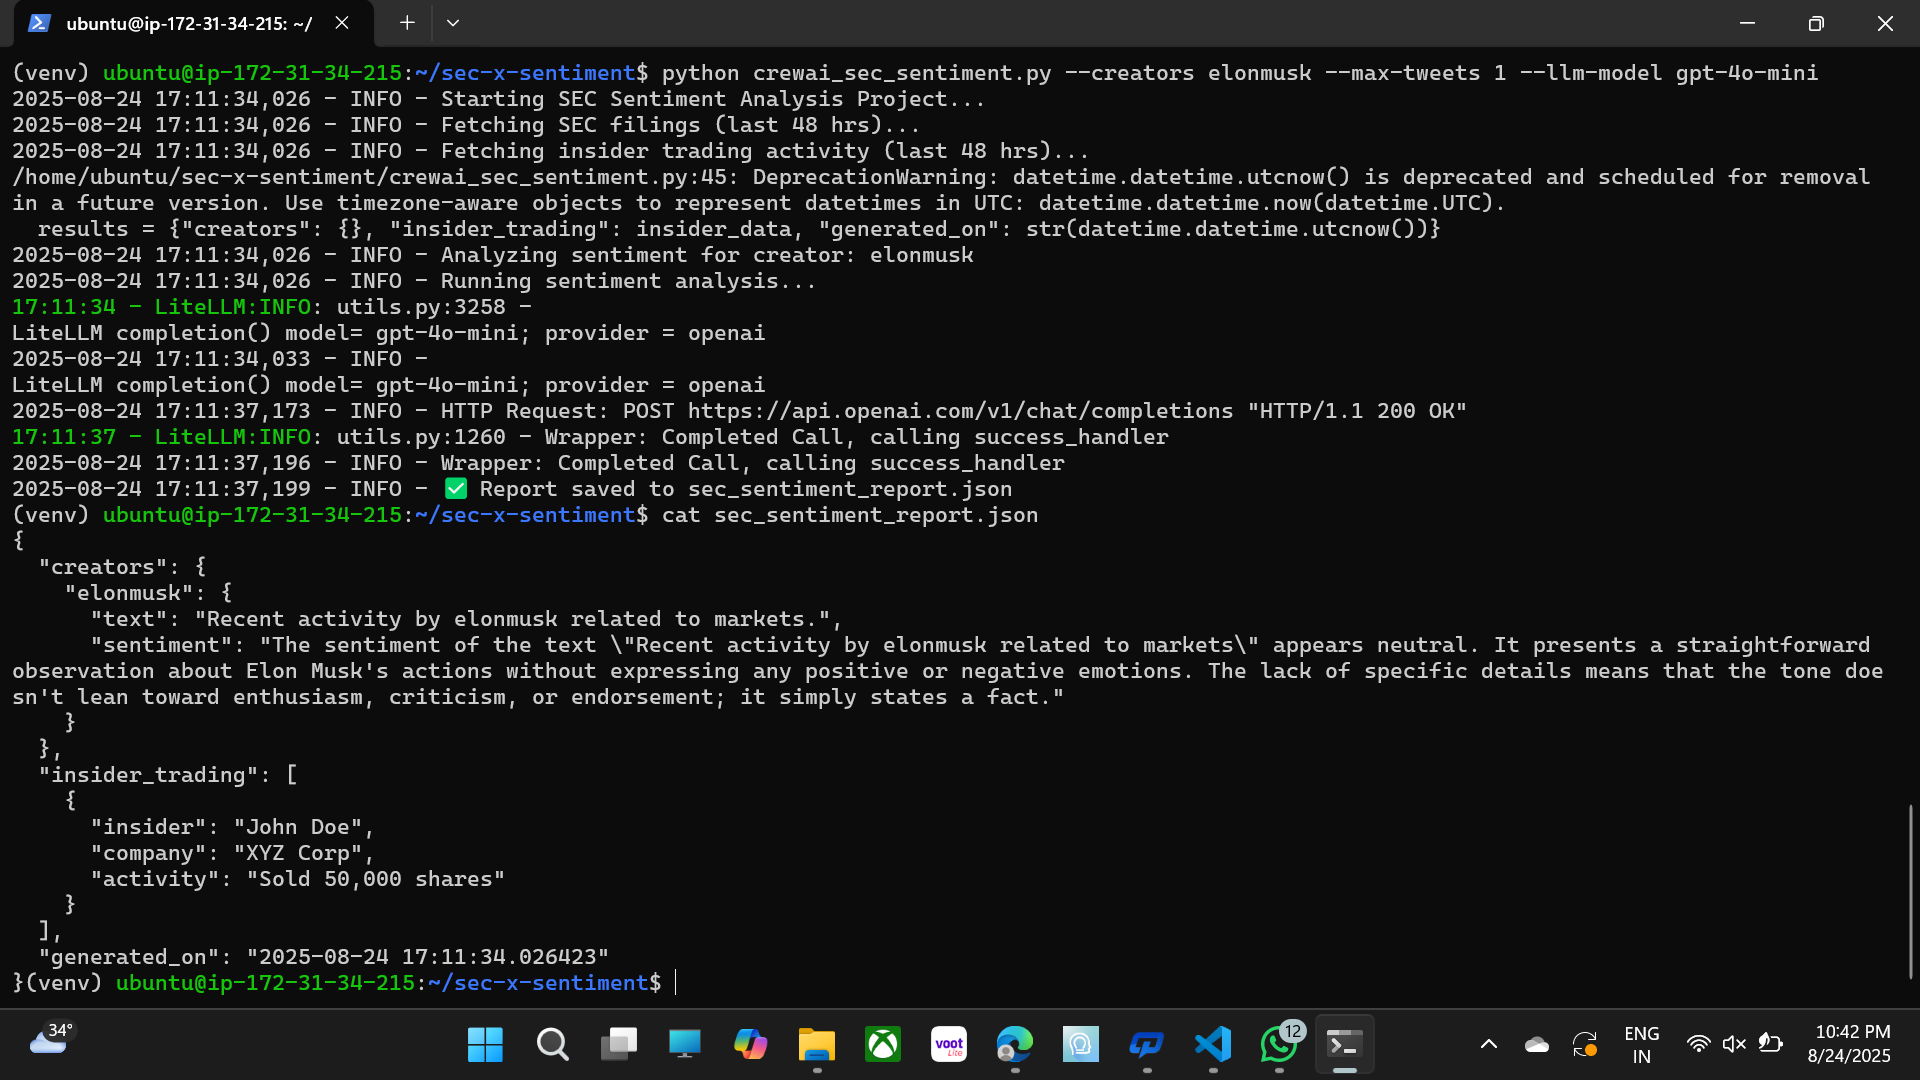 ubuntu@ip-172-31-34-215: ~/
(venv) ubuntu@ip-172-31-34-215:~/sec-x-sentiment$ python crewai_sec_sentiment.py --creators elonmusk --max-tweets 1 --llm-model gpt-4o-mini
2025-08-24 17:11:34,026 - INFO - Starting SEC Sentiment Analysis Project...
2025-08-24 17:11:34,026 - INFO - Fetching SEC filings (last 48 hrs)...
2025-08-24 17:11:34,026 - INFO - Fetching insider trading activity (last 48 hrs)...
/home/ubuntu/sec-x-sentiment/crewai_sec_sentiment.py:45: DeprecationWarning: datetime.datetime.utcnow() is deprecated and scheduled for removal
in a future version. Use timezone-aware objects to represent datetimes in UTC: datetime.datetime.now(datetime.UTC).
  results = {"creators": {}, "insider_trading": insider_data, "generated_on": str(datetime.datetime.utcnow())}
2025-08-24 17:11:34,026 - INFO - Analyzing sentiment for creator: elonmusk
2025-08-24 17:11:34,026 - INFO - Running sentiment analysis...
17:11:34 - LiteLLM:INFO: utils.py:3258 -
LiteLLM completion() model= gpt-4o-mini; provider = openai
2025-08-24 17:11:34,033 - INFO -
LiteLLM completion() model= gpt-4o-mini; provider = openai
2025-08-24 17:11:37,173 - INFO - HTTP Request: POST https://api.openai.com/v1/chat/completions "HTTP/1.1 200 OK"
17:11:37 - LiteLLM:INFO: utils.py:1260 - Wrapper: Completed Call, calling success_handler
2025-08-24 17:11:37,196 - INFO - Wrapper: Completed Call, calling success_handler
2025-08-24 17:11:37,199 - INFO - ✅ Report saved to sec_sentiment_report.json
(venv) ubuntu@ip-172-31-34-215:~/sec-x-sentiment$ cat sec_sentiment_report.json
{
  "creators": {
    "elonmusk": {
      "text": "Recent activity by elonmusk related to markets.",
      "sentiment": "The sentiment of the text \"Recent activity by elonmusk related to markets\" appears neutral. It presents a straightforward
observation about Elon Musk's actions without expressing any positive or negative emotions. The lack of specific details means that the tone doe
sn't lean toward enthusiasm, criticism, or endorsement; it simply states a fact."
    }
  },
  "insider_trading": [
    {
      "insider": "John Doe",
      "company": "XYZ Corp",
      "activity": "Sold 50,000 shares"
    }
  ],
  "generated_on": "2025-08-24 17:11:34.026423"
}(venv) ubuntu@ip-172-31-34-215:~/sec-x-sentiment$
34°
voot
Lite
12
ENG
IN
10:42 PM
8/24/2025